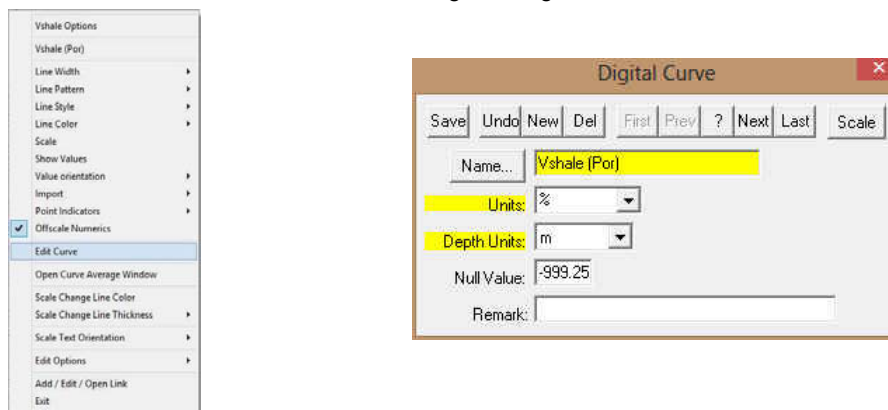 Vshale Options
Vshale (Por)
Line Width
Line Pattern
Line Style
Line Color
Scale
Show Values
Value orientation
Import
Point Indicators
Offscale Numerics
Edit Curve
Open Curve Average Window
Scale Change Line Color
Scale Change Line Thickness
Scale Text Orientation
Edit Options
Add / Edit / Open Link
Exit
Digital Curve
Save Undo New Del First Prev ? Next Last Scale
Name... Vshale (Por)
Units: %
Depth Units: m
Null Value: -999.25
Remark: